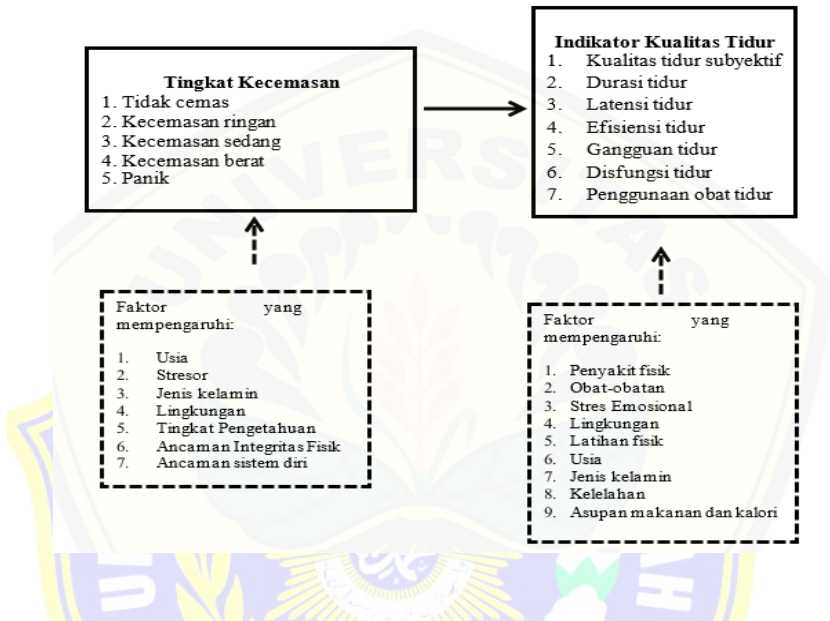 Tingkat Kecemasan
1. Tidak cemas
2. Kecemasan ringan
3. Kecemasan sedang
4. Kecemasan berat
5. Panik
Indikator Kualitas Tidur
1. Kualitas tidur subyektif
2. Durasi tidur
3. Latensi tidur
4. Efisiensi tidur
5. Gangguan tidur
6. Disfungsi tidur
7. Penggunaan obat tidur
Faktor yang
mempengaruhi:
1. Usia
2. Stresor
3. Jenis kelamin
4. Lingkungan
5. Tingkat Pengetahuan
6. Ancaman Integritas Fisik
7. Ancaman sistem diri
Faktor yang
mempengaruhi:
1. Penyakit fisik
2. Obat-obatan
3. Stres Emosional
4. Lingkungan
5. Latihan fisik
6. Usia
7. Jenis kelamin
8. Kelelahan
9. Asupan makanan dan kalori
UNIVERSITAS